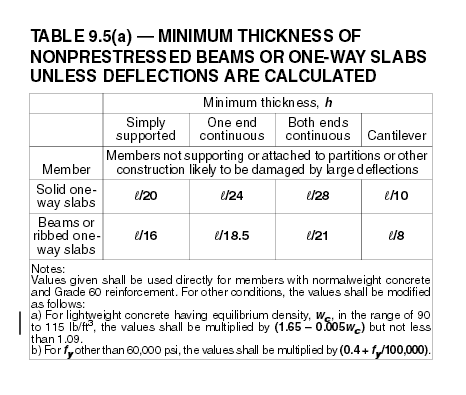 TABLE 9.5(a) — MINIMUM THICKNESS OF
NONPRESTRESSED BEAMS OR ONE-WAY SLABS
UNLESS DEFLECTIONS ARE CALCULATED
Minimum thickness, h
Simply supported One end continuous Both ends continuous Cantilever
Member
Members not supporting or attached to partitions or other
construction likely to be damaged by large deflections
Solid one-
way slabs ℓ/20 ℓ/24 ℓ/28 ℓ/10
Beams or
ribbed one-
way slabs ℓ/16 ℓ/18.5 ℓ/21 ℓ/8
Notes:
Values given shall be used directly for members with normalweight concrete
and Grade 60 reinforcement. For other conditions, the values shall be modified
as follows:
a) For lightweight concrete having equilibrium density, wc, in the range of 90
to 115 lb/ft³, the values shall be multiplied by (1.65 – 0.005wc) but not less
than 1.09.
b) For fy other than 60,000 psi, the values shall be multiplied by (0.4 + fy/100,000).